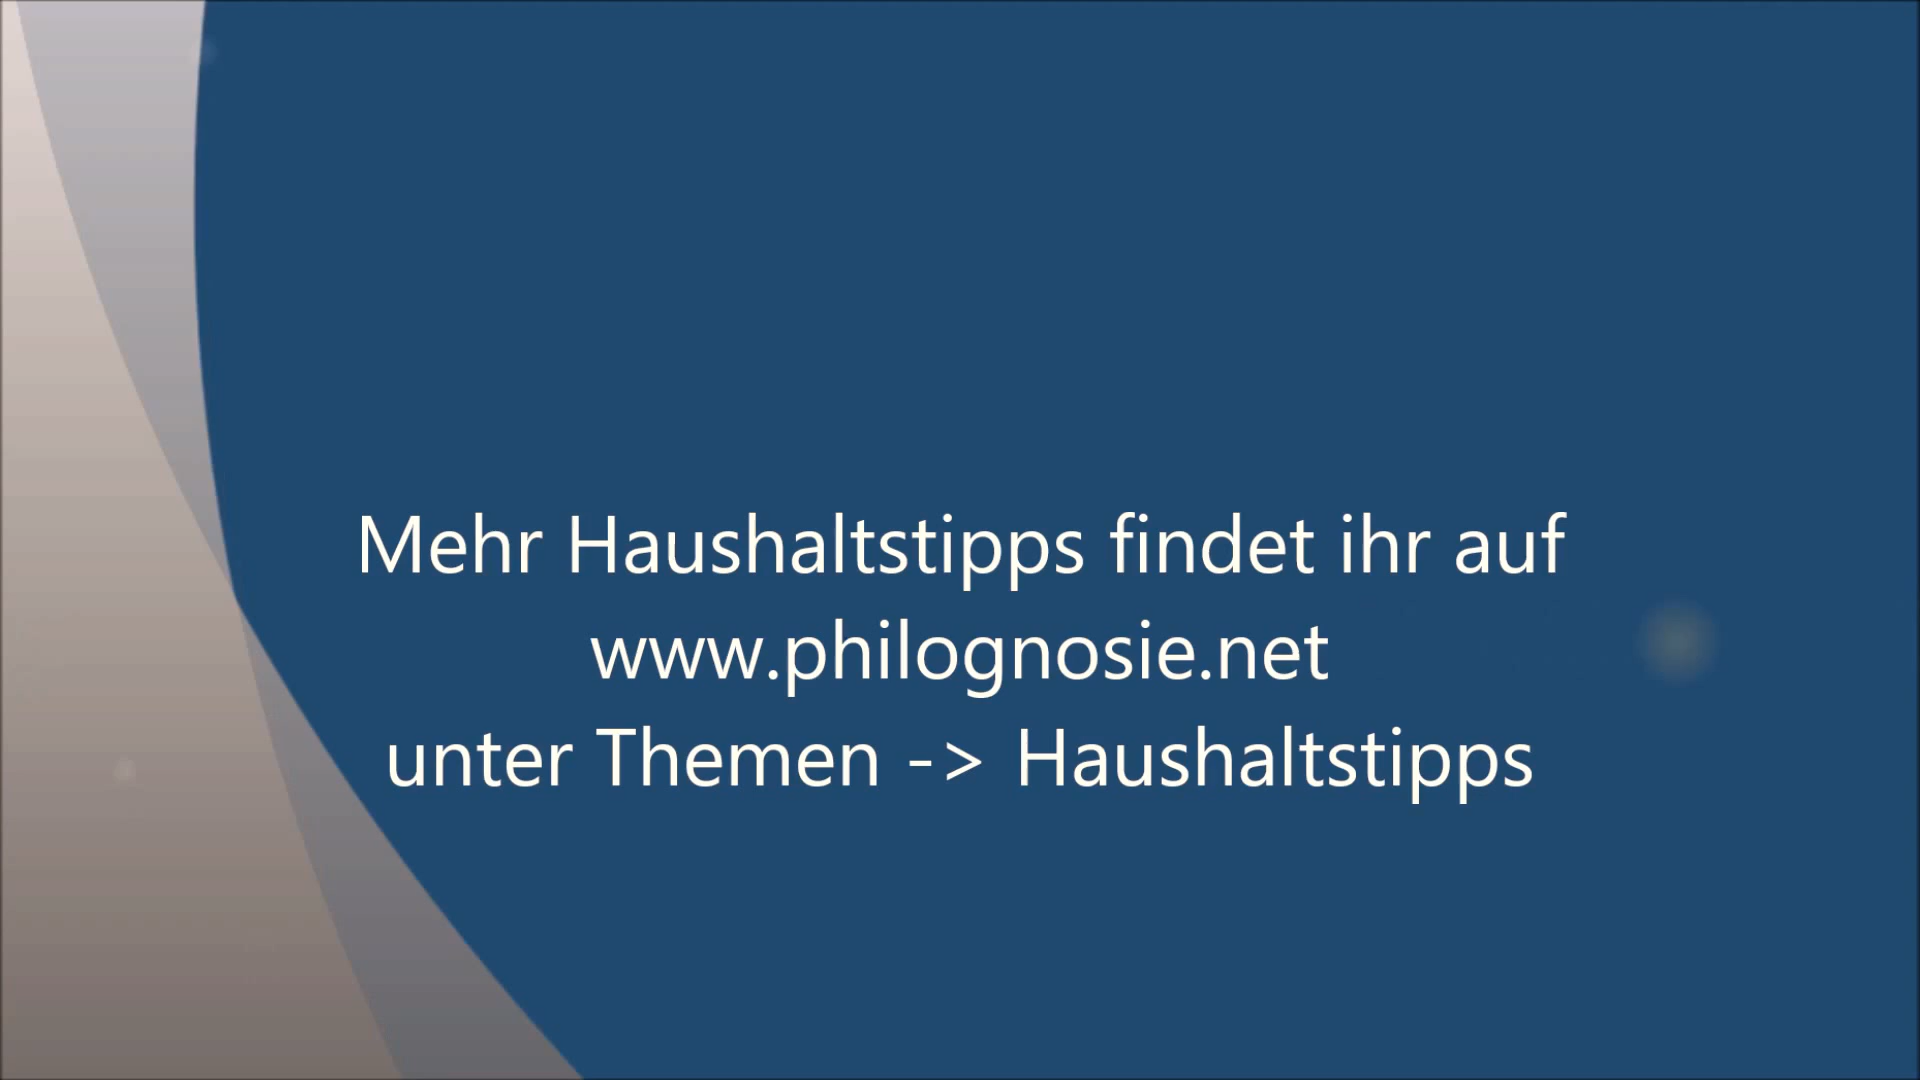 Mehr Haushaltstipps findet ihr auf
www.philognosie.net
unter Themen -> Haushaltstipps